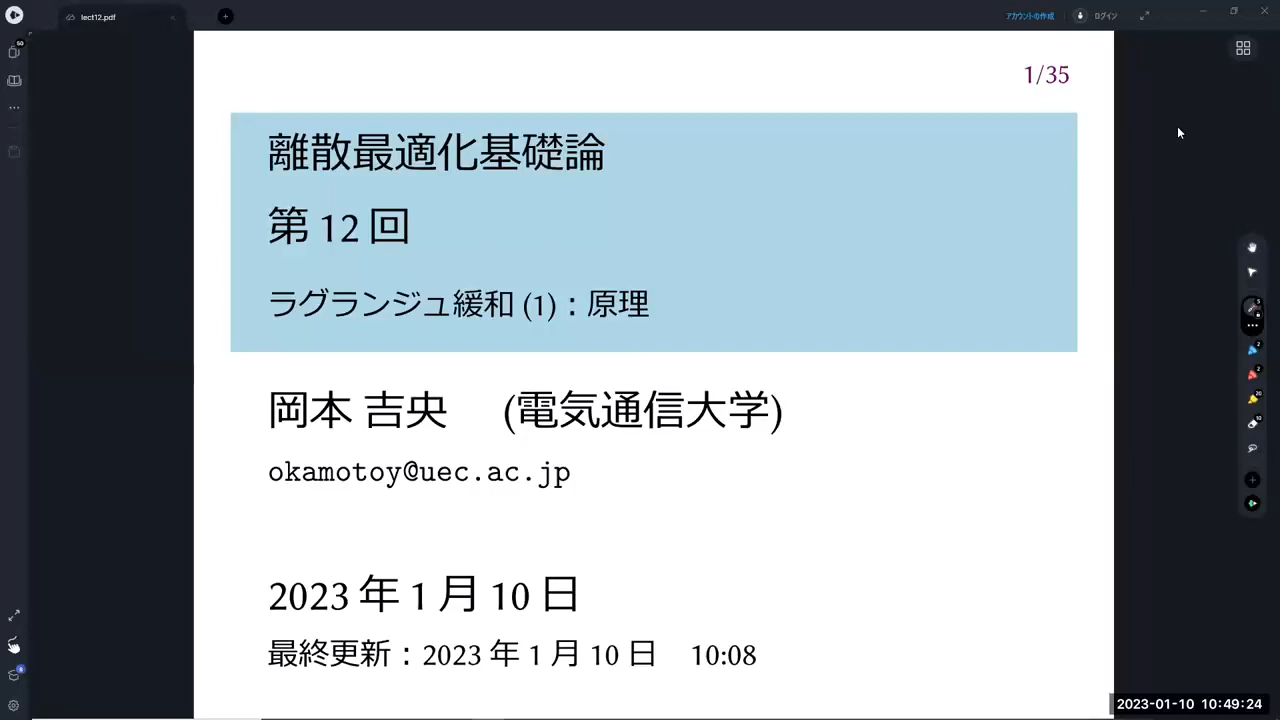 lect12.pdf
アカウントの作成
ログイン
50
1/35
離散最適化基礎論
第 12 回
ラグランジュ緩和 (1)：原理
岡本 吉央 (電気通信大学)
okamotoy@uec.ac.jp
2023 年 1 月 10 日
最終更新：2023 年 1 月 10 日 10:08
2023-01-10 10:49:24